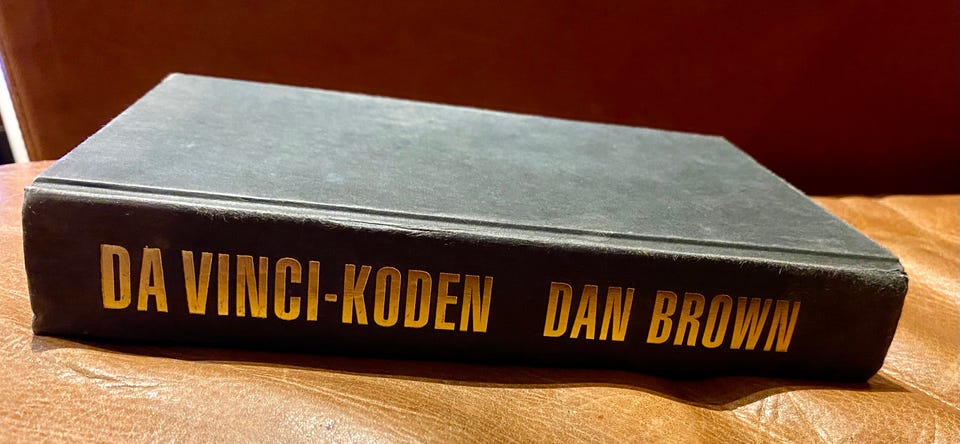 DA VINCI-KODEN DAN BROWN